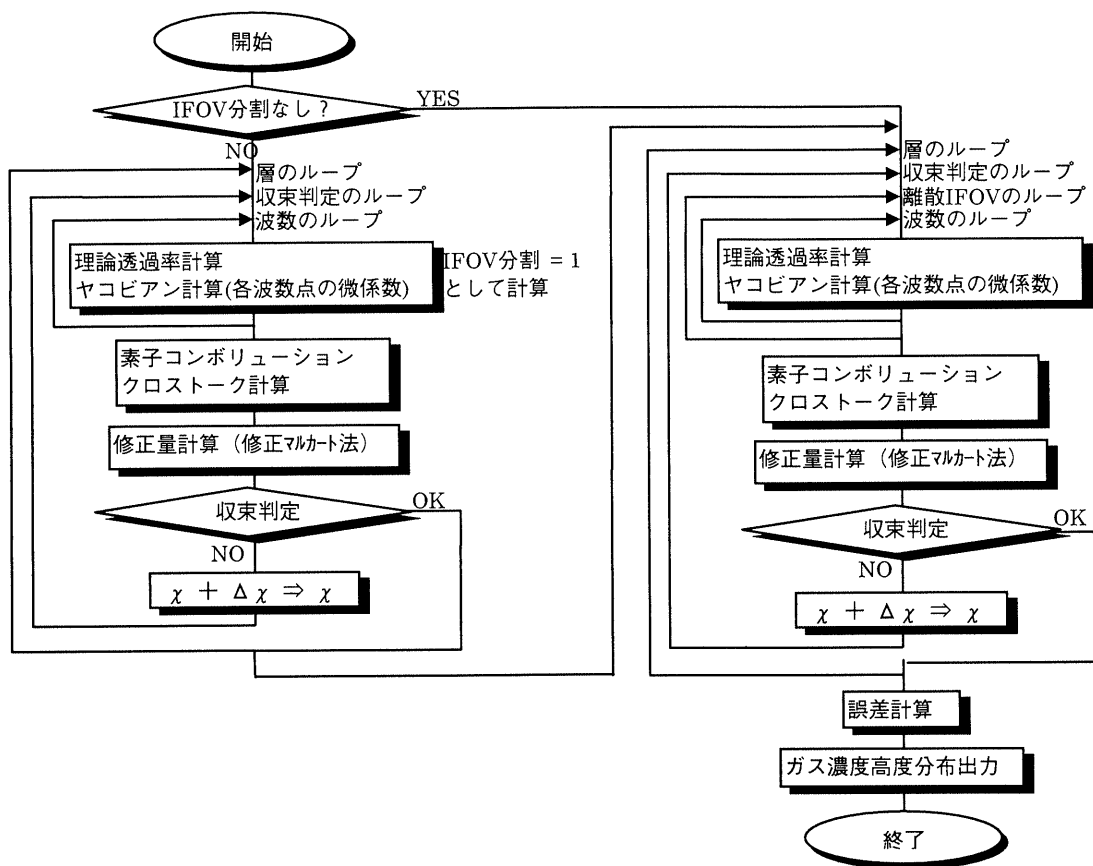 開始
IFOV分割なし？
YES
NO
層のループ
収束判定のループ
波数のループ
理論透過率計算
ヤコビアン計算(各波数点の微係数)
IFOV分割 = 1
として計算
素子コンボリューション
クロストーク計算
修正量計算（修正マルカート法）
収束判定
OK
NO
χ + Δχ ⇒ χ
層のループ
収束判定のループ
離散IFOVのループ
波数のループ
理論透過率計算
ヤコビアン計算(各波数点の微係数)
素子コンボリューション
クロストーク計算
修正量計算（修正マルカート法）
収束判定
OK
NO
χ + Δχ ⇒ χ
誤差計算
ガス濃度高度分布出力
終了